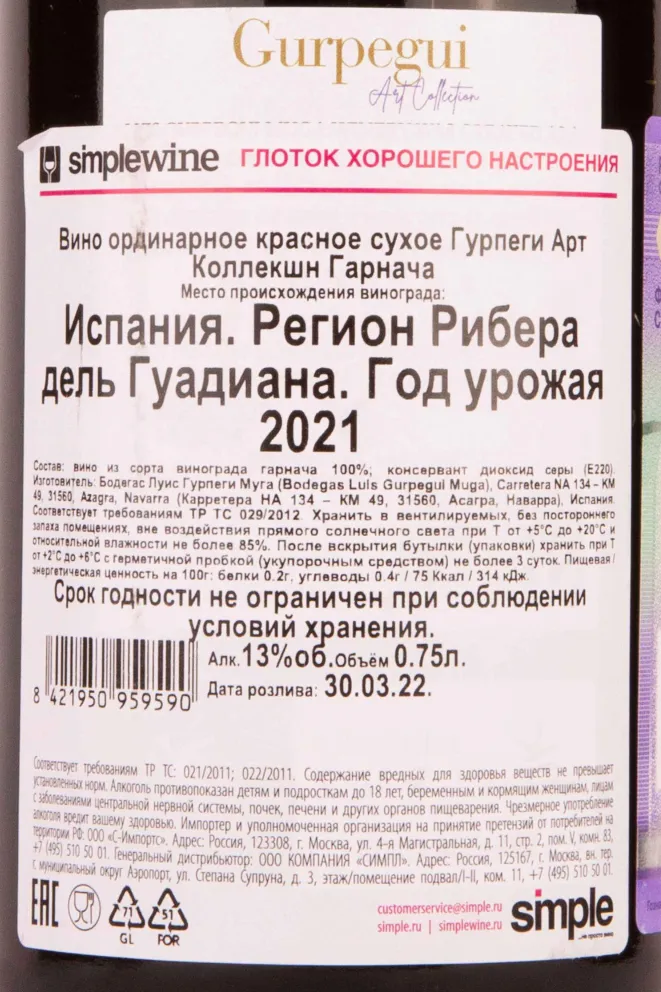 Gurpegui
Art Collection
simplewine ГЛОТОК ХОРОШЕГО НАСТРОЕНИЯ
Вино ординарное красное сухое Гурпеги Арт
Коллекшн Гарнача
Место происхождения винограда:
Испания. Регион Рибера
дель Гуадиана. Год урожая
2021
Состав: вино из сорта винограда гарнача 100%; консервант диоксид серы (Е220).
Изготовитель: Бодегас Луис Гурпеги Муга (Bodegas Luis Gurpegui Muga), Carretera NA 134 – KM
49, 31560, Azagra, Navarra (Карретера НА 134 – КМ 49, 31560, Асагра, Наварра), Испания.
Соответствует требованиям ТР ТС 029/2012. Хранить в вентилируемых, без постороннего
запаха помещениях, вне воздействия прямого солнечного света при Т от +5°С до +20°С и
относительной влажности не более 85%. После вскрытия бутылки (упаковки) хранить при Т
от +2°С до +6°С с герметичной пробкой (укупорочным средством) не более 3 суток. Пищевая/
энергетическая ценность на 100г: белки 0.2г, углеводы 0.4г / 75 Ккал / 314 кДж.
Срок годности не ограничен при соблюдении
условий хранения.
Алк. 13%об. Объём 0.75л.
Дата розлива: 30.03.22.
8 421950 959590
Соответствует требованиям ТР ТС: 021/2011; 022/2011. Содержание вредных для здоровья веществ не превышает
установленных норм. Алкоголь противопоказан детям и подросткам до 18 лет, беременным и кормящим женщинам, лицам
с заболеваниями центральной нервной системы, почек, печени и других органов пищеварения. Чрезмерное употребление
алкоголя вредит вашему здоровью. Импортер и уполномоченная организация на принятие претензий от потребителей на
территории РФ: ООО «С-Импортс». Адрес: Россия, 123308, г. Москва, ул. 4-я Магистральная, д. 11, стр. 2, пом. V, комн. 83,
+7 (495) 510 50 01. Генеральный дистрибьютор: ООО КОМПАНИЯ «СИМПЛ». Адрес: Россия, 125167, г. Москва, вн. тер.
г. муниципальный округ Аэропорт, ул. Степана Супруна, д. 3, этаж/помещение подвал/I-II, ком. 11, +7 (495) 510 50 01.
EAC
71
GL
51
FOR
customerservice@simple.ru
simple.ru | simplewine.ru
simple
...не просто вино